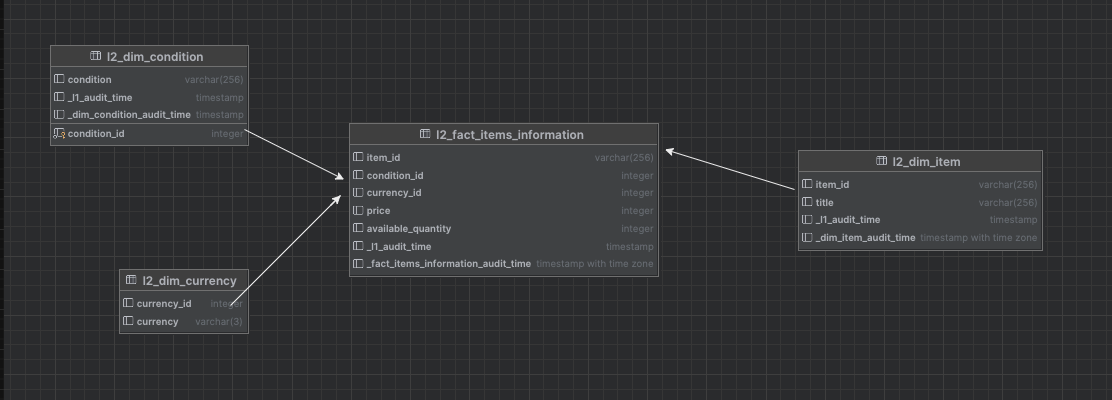 l2_dim_condition
condition varchar(256)
_l1_audit_time timestamp
_dim_condition_audit_time timestamp
condition_id integer
l2_fact_items_information
item_id varchar(256)
condition_id integer
currency_id integer
price integer
available_quantity integer
_l1_audit_time timestamp
_fact_items_information_audit_time timestamp with time zone
l2_dim_item
item_id varchar(256)
title varchar(256)
_l1_audit_time timestamp
_dim_item_audit_time timestamp with time zone
l2_dim_currency
currency_id integer
currency varchar(3)